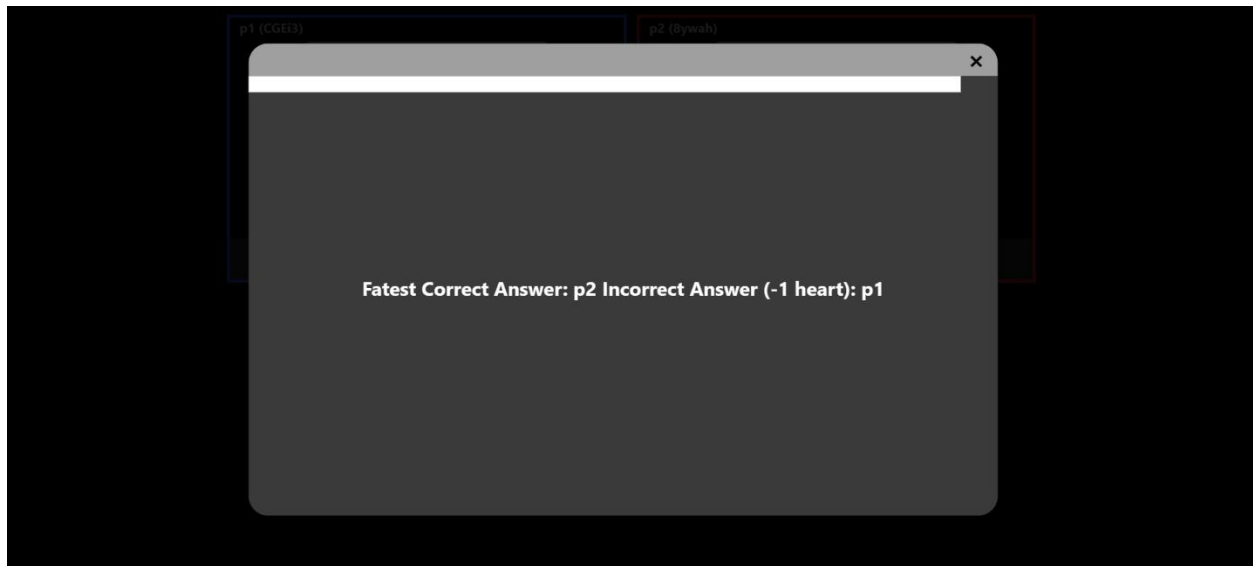 p1 (CGEi3)
p2 (8ywah)
×
Fatest Correct Answer: p2 Incorrect Answer (-1 heart): p1